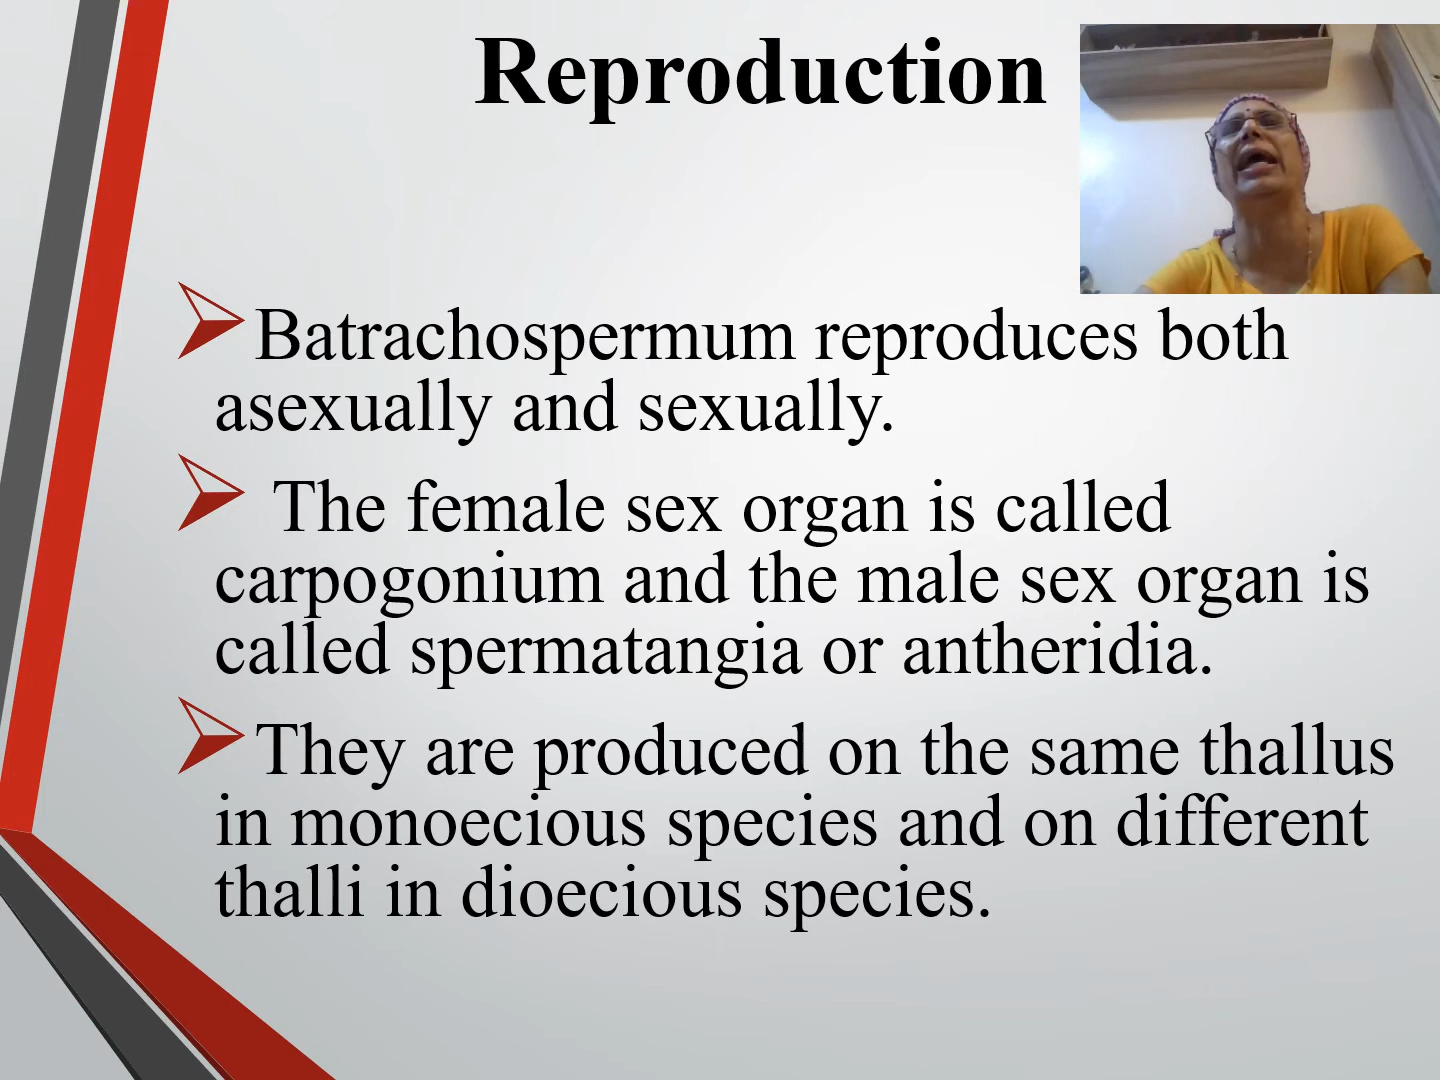 Reproduction
Batrachospermum reproduces both
asexually and sexually.
The female sex organ is called
carpogonium and the male sex organ is
called spermatangia or antheridia.
They are produced on the same thallus
in monoecious species and on different
thalli in dioecious species.